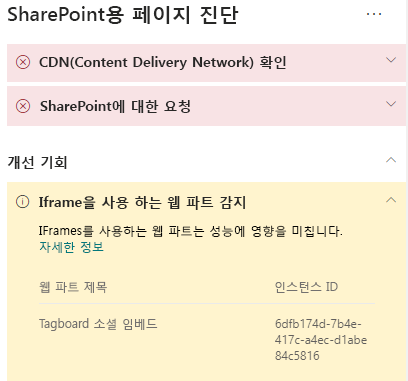 SharePoint용 페이지 진단
CDN(Content Delivery Network) 확인
SharePoint에 대한 요청
개선 기회
Iframe을 사용 하는 웹 파트 감지
IFrames를 사용하는 웹 파트는 성능에 영향을 미칩니다.
자세한 정보
웹 파트 제목 인스턴스 ID
Tagboard 소셜 임베드 6dfb174d-7b4e-
417c-a4ec-d1abe
84c5816